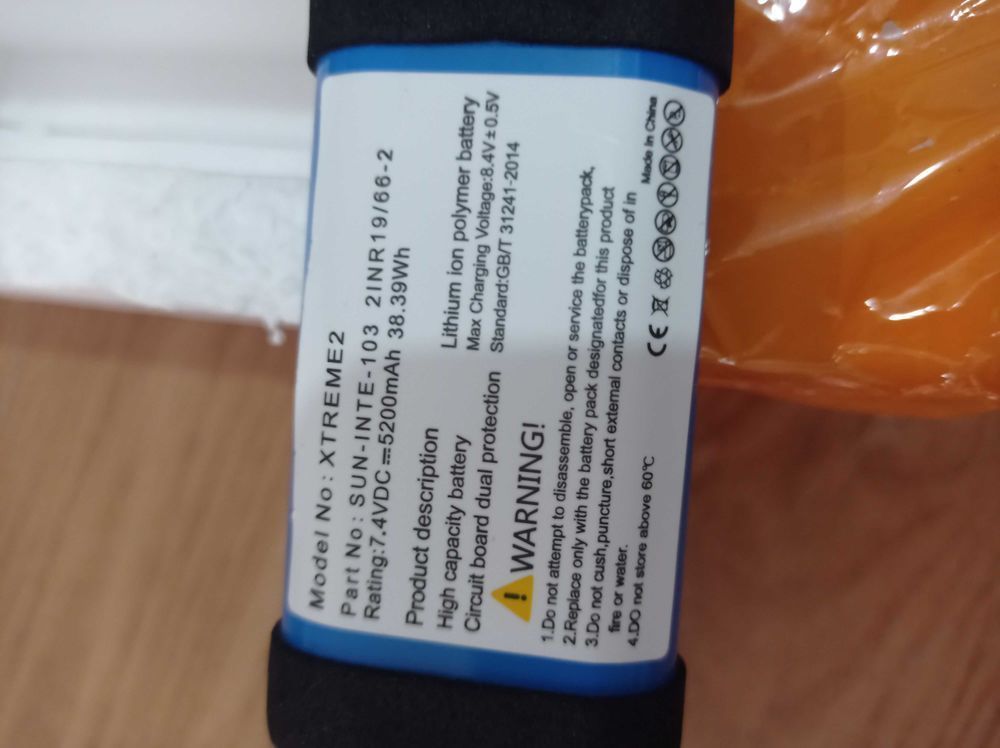 Model No: XTREME2
Part No: SUN-INTE-103 2INR19/66-2
Rating:7.4VDC⎓5200mAh 38.39Wh
Product description
High capacity battery
Lithium ion polymer battery
Circuit board dual protection
Max Charging Voltage:8.4V±0.5V
Standard:GB/T 31241-2014
WARNING!
1.Do not attempt to disassemble, open or service the batterypack,
2.Replace only with the battery pack designatedfor this product
3.Do not cush,puncture,short external contacts or dispose of in
fire or water.
4.DO not store above 60℃
CE
Made in China